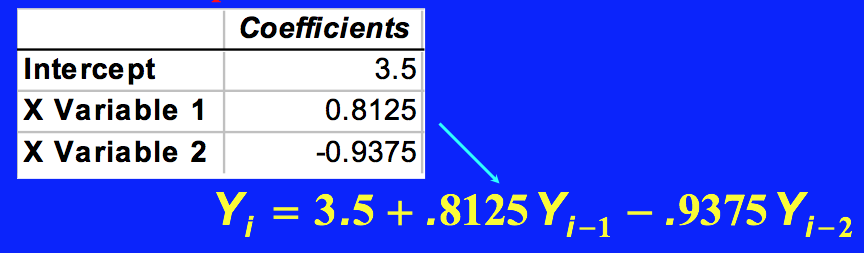 Coefficients
Intercept 3.5
X Variable 1 0.8125
X Variable 2 -0.9375
Yᵢ = 3.5 + .8125 Yᵢ₋₁ − .9375 Yᵢ₋₂